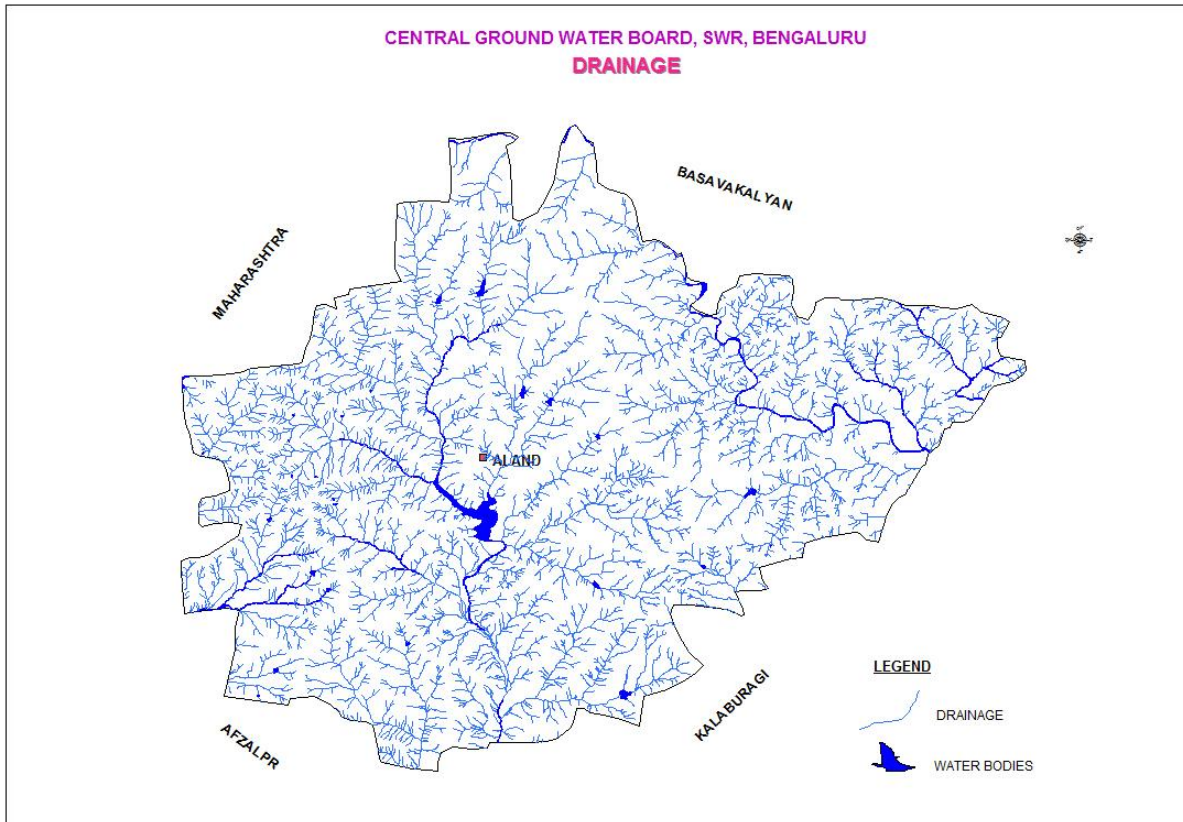 CENTRAL GROUND WATER BOARD, SWR, BENGALURU
DRAINAGE
BASAVAKALYAN
MAHARASHTRA
ALAND
KALABURAGI
AFZALPR
LEGEND
DRAINAGE
WATER BODIES